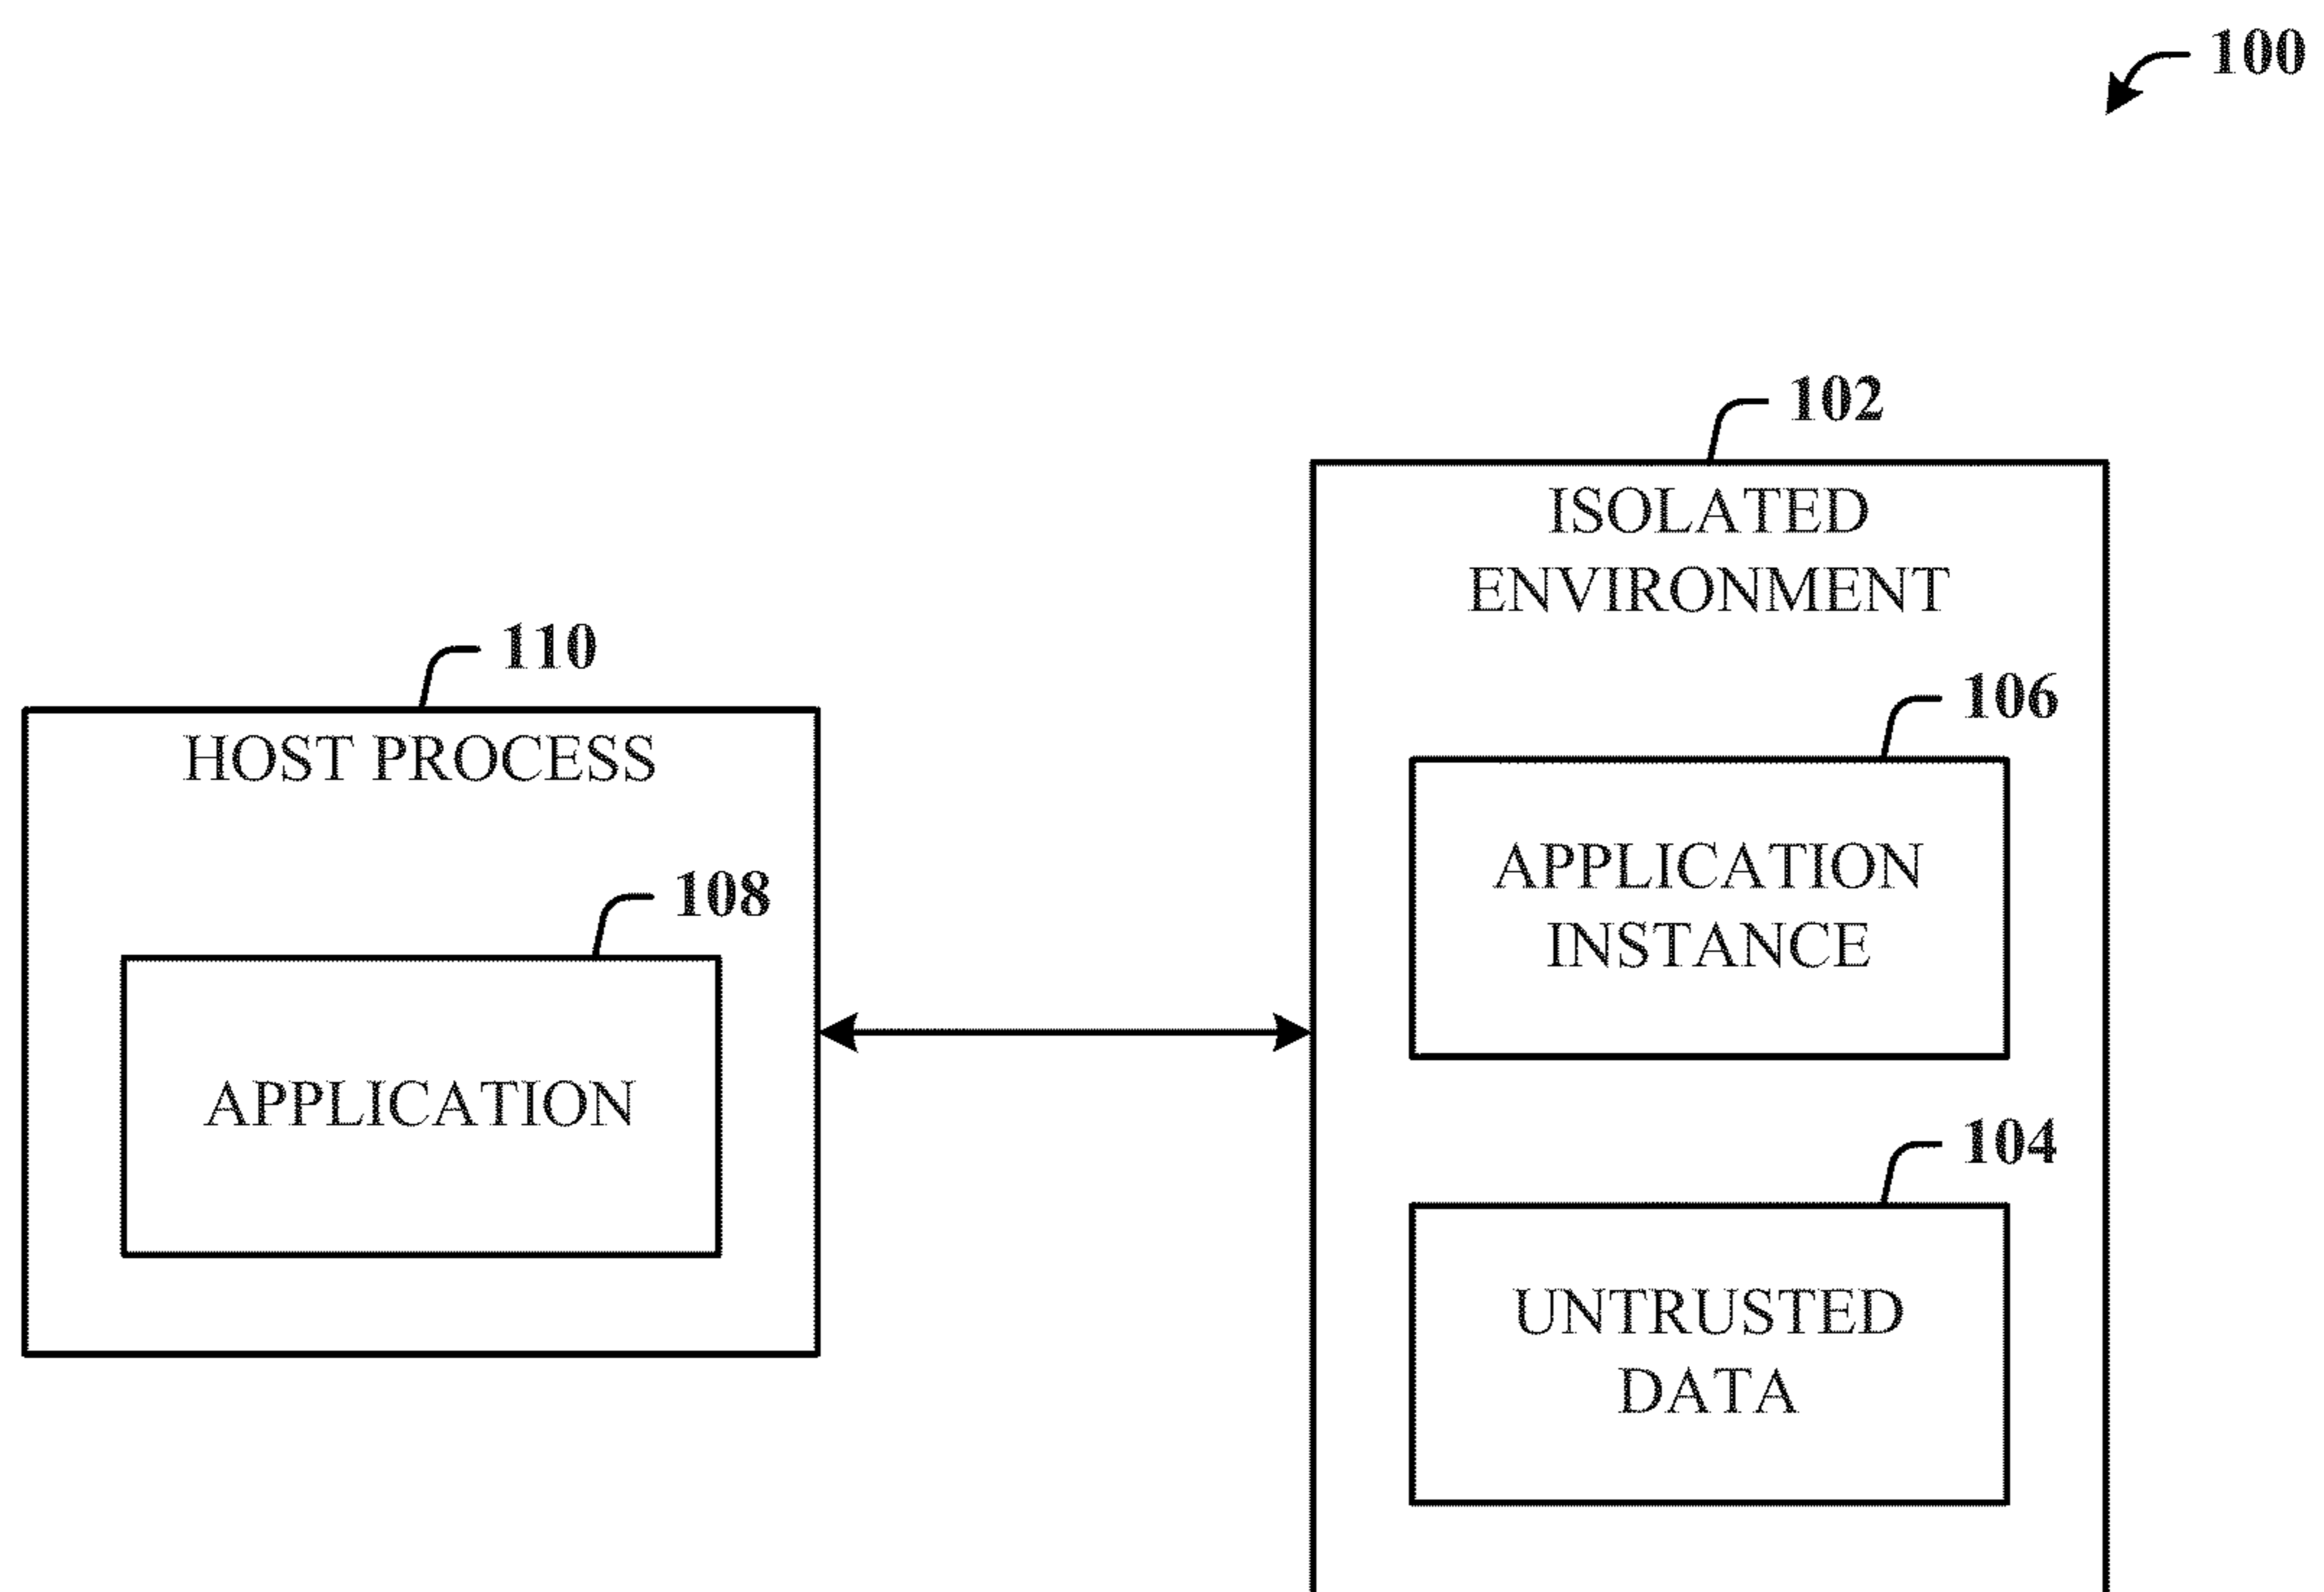 100
102
ISOLATED
ENVIRONMENT
110
HOST PROCESS
106
APPLICATION
INSTANCE
108
APPLICATION
104
UNTRUSTED
DATA